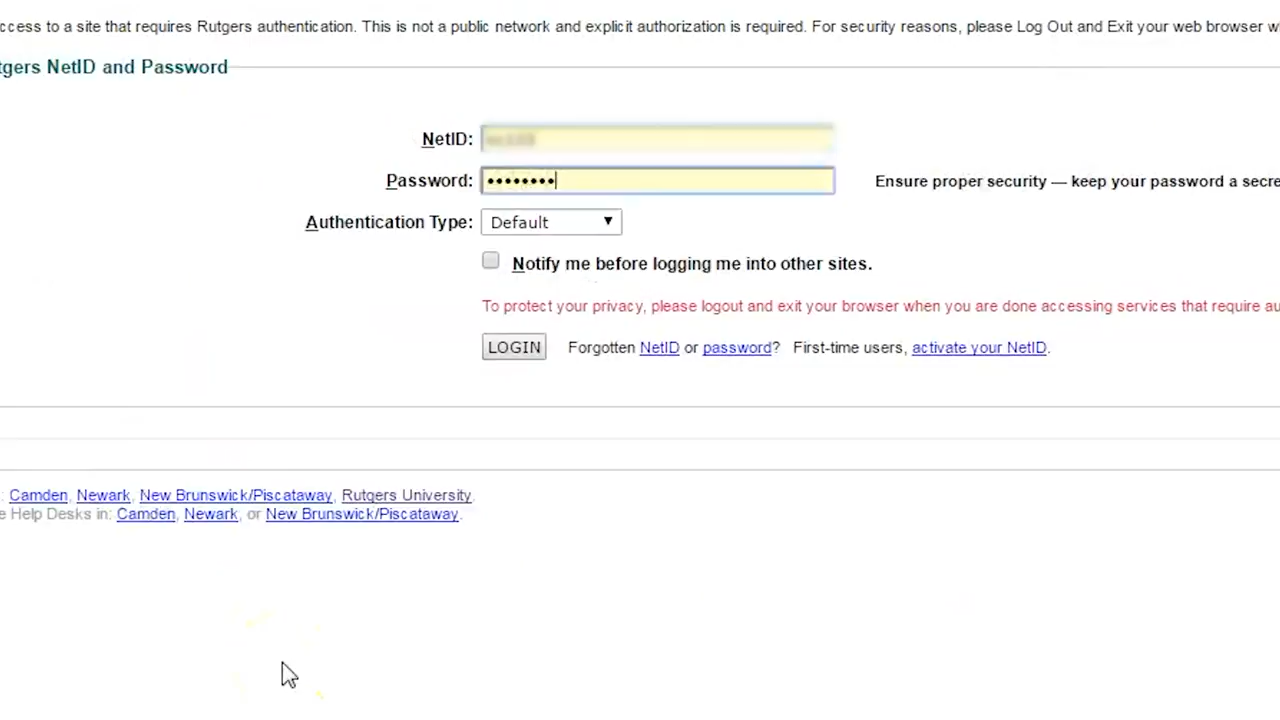 ccess to a site that requires Rutgers authentication. This is not a public network and explicit authorization is required. For security reasons, please Log Out and Exit your web browser w
tgers NetID and Password
NetID:
Password: ••••••••
Ensure proper security — keep your password a secre
Authentication Type: Default
Notify me before logging me into other sites.
To protect your privacy, please logout and exit your browser when you are done accessing services that require au
LOGIN Forgotten NetID or password? First-time users, activate your NetID.
: Camden, Newark, New Brunswick/Piscataway, Rutgers University.
e Help Desks in: Camden, Newark, or New Brunswick/Piscataway.